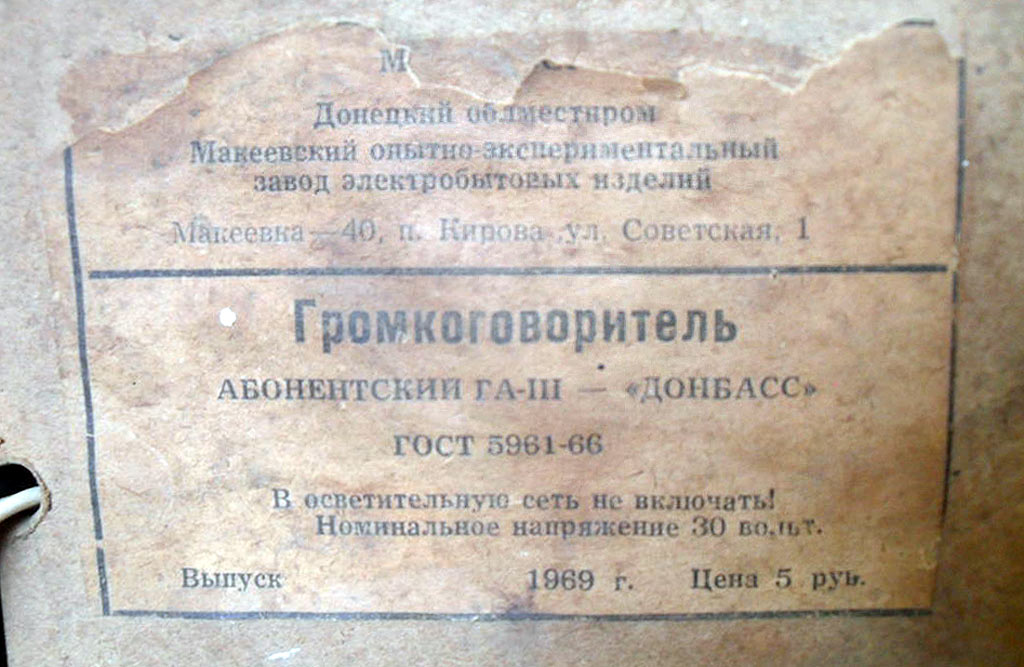 Донецкий облместпром
Макеевский опытно-экспериментальный
завод электробытовых изделий
Макеевка—40, п. Кирова, ул. Советская, 1
Громкоговоритель
АБОНЕНТСКИЙ ГА-III — «ДОНБАСС»
ГОСТ 5961-66
В осветительную сеть не включать!
Номинальное напряжение 30 вольт.
Выпуск 1969 г. Цена 5 руб.